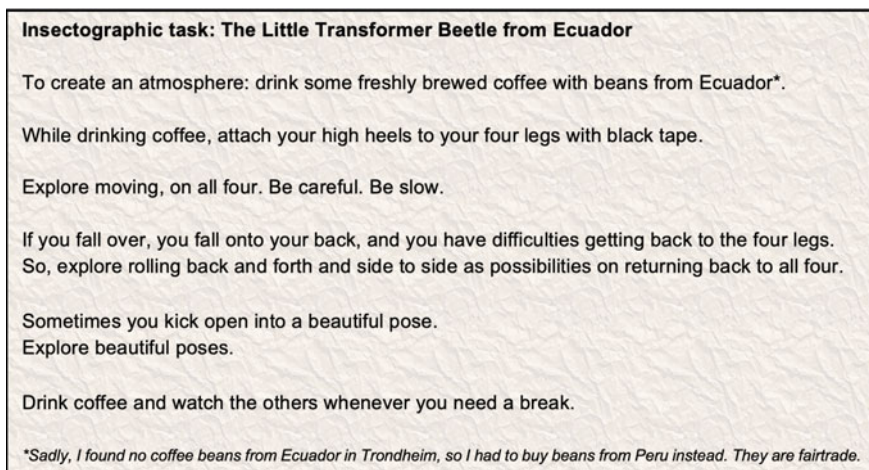 Insectographic task: The Little Transformer Beetle from Ecuador
To create an atmosphere: drink some freshly brewed coffee with beans from Ecuador*.
While drinking coffee, attach your high heels to your four legs with black tape.
Explore moving, on all four. Be careful. Be slow.
If you fall over, you fall onto your back, and you have difficulties getting back to the four legs.
So, explore rolling back and forth and side to side as possibilities on returning back to all four.
Sometimes you kick open into a beautiful pose.
Explore beautiful poses.
Drink coffee and watch the others whenever you need a break.
*Sadly, I found no coffee beans from Ecuador in Trondheim, so I had to buy beans from Peru instead. They are fairtrade.